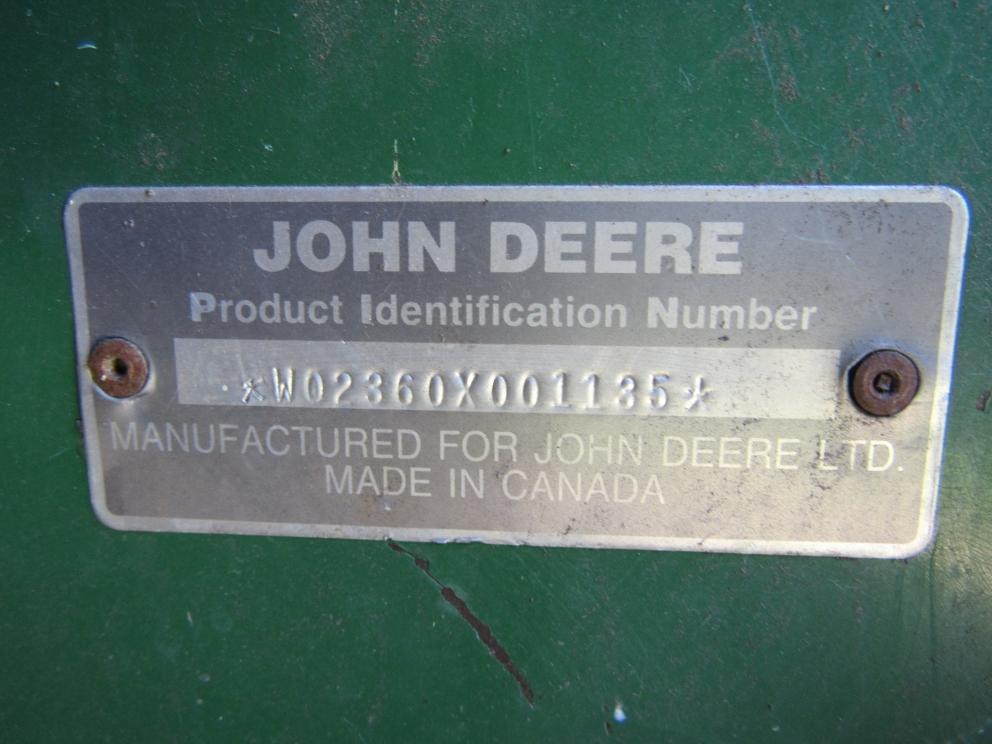 JOHN DEERE
Product Identification Number
*W02360X001135*
MANUFACTURED FOR JOHN DEERE LTD.
MADE IN CANADA